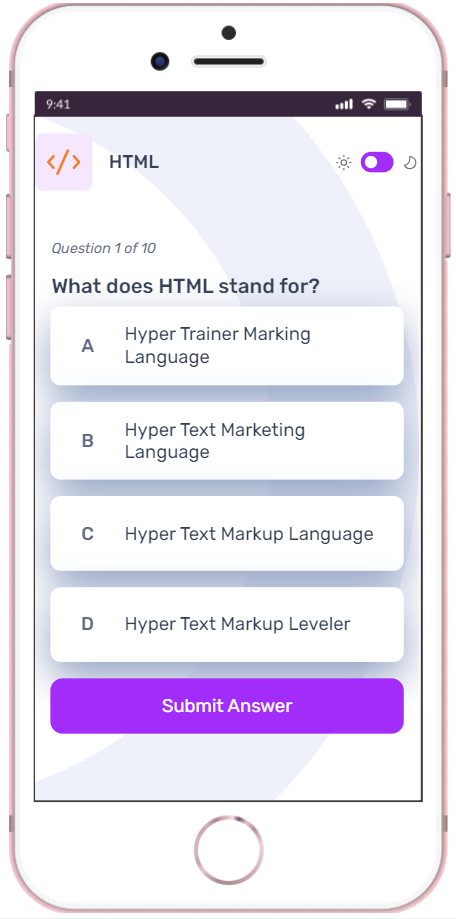 9:41
</> HTML
Question 1 of 10
What does HTML stand for?
A Hyper Trainer Marking
Language
B Hyper Text Marketing
Language
C Hyper Text Markup Language
D Hyper Text Markup Leveler
Submit Answer